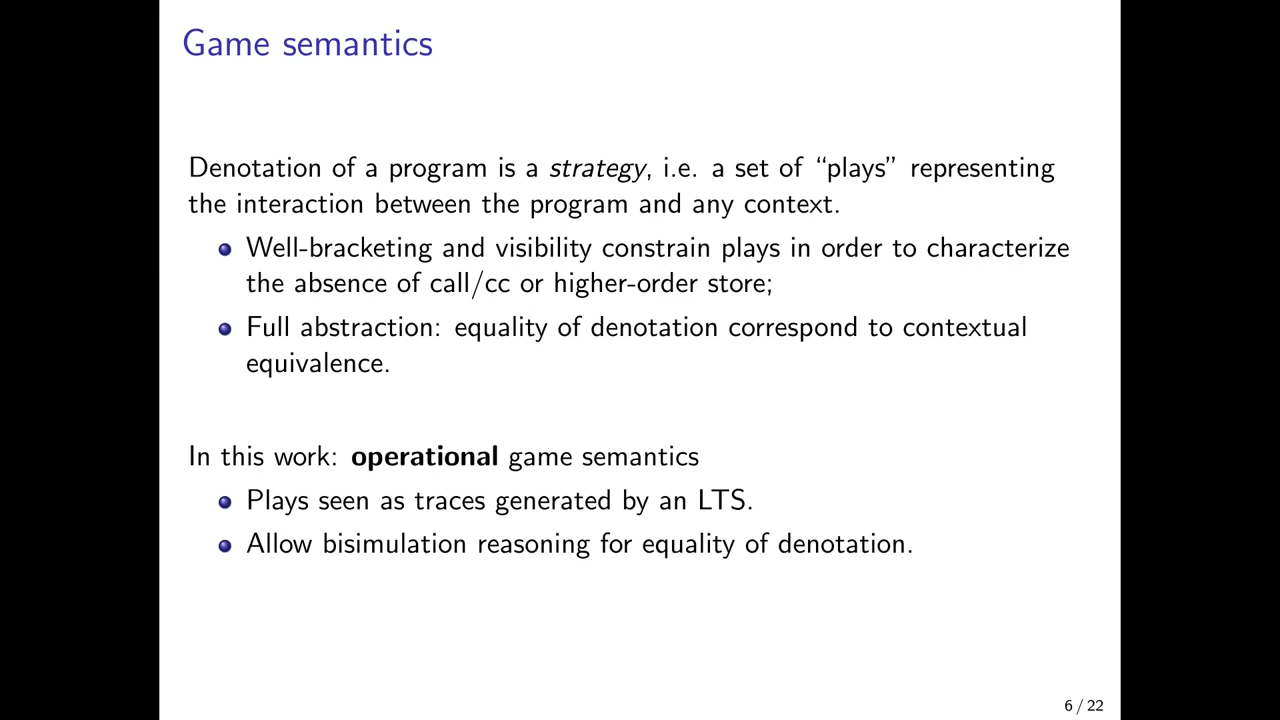 Game semantics
Denotation of a program is a strategy, i.e. a set of “plays” representing
the interaction between the program and any context.
Well-bracketing and visibility constrain plays in order to characterize
the absence of call/cc or higher-order store;
Full abstraction: equality of denotation correspond to contextual
equivalence.
In this work: operational game semantics
Plays seen as traces generated by an LTS.
Allow bisimulation reasoning for equality of denotation.
6 / 22